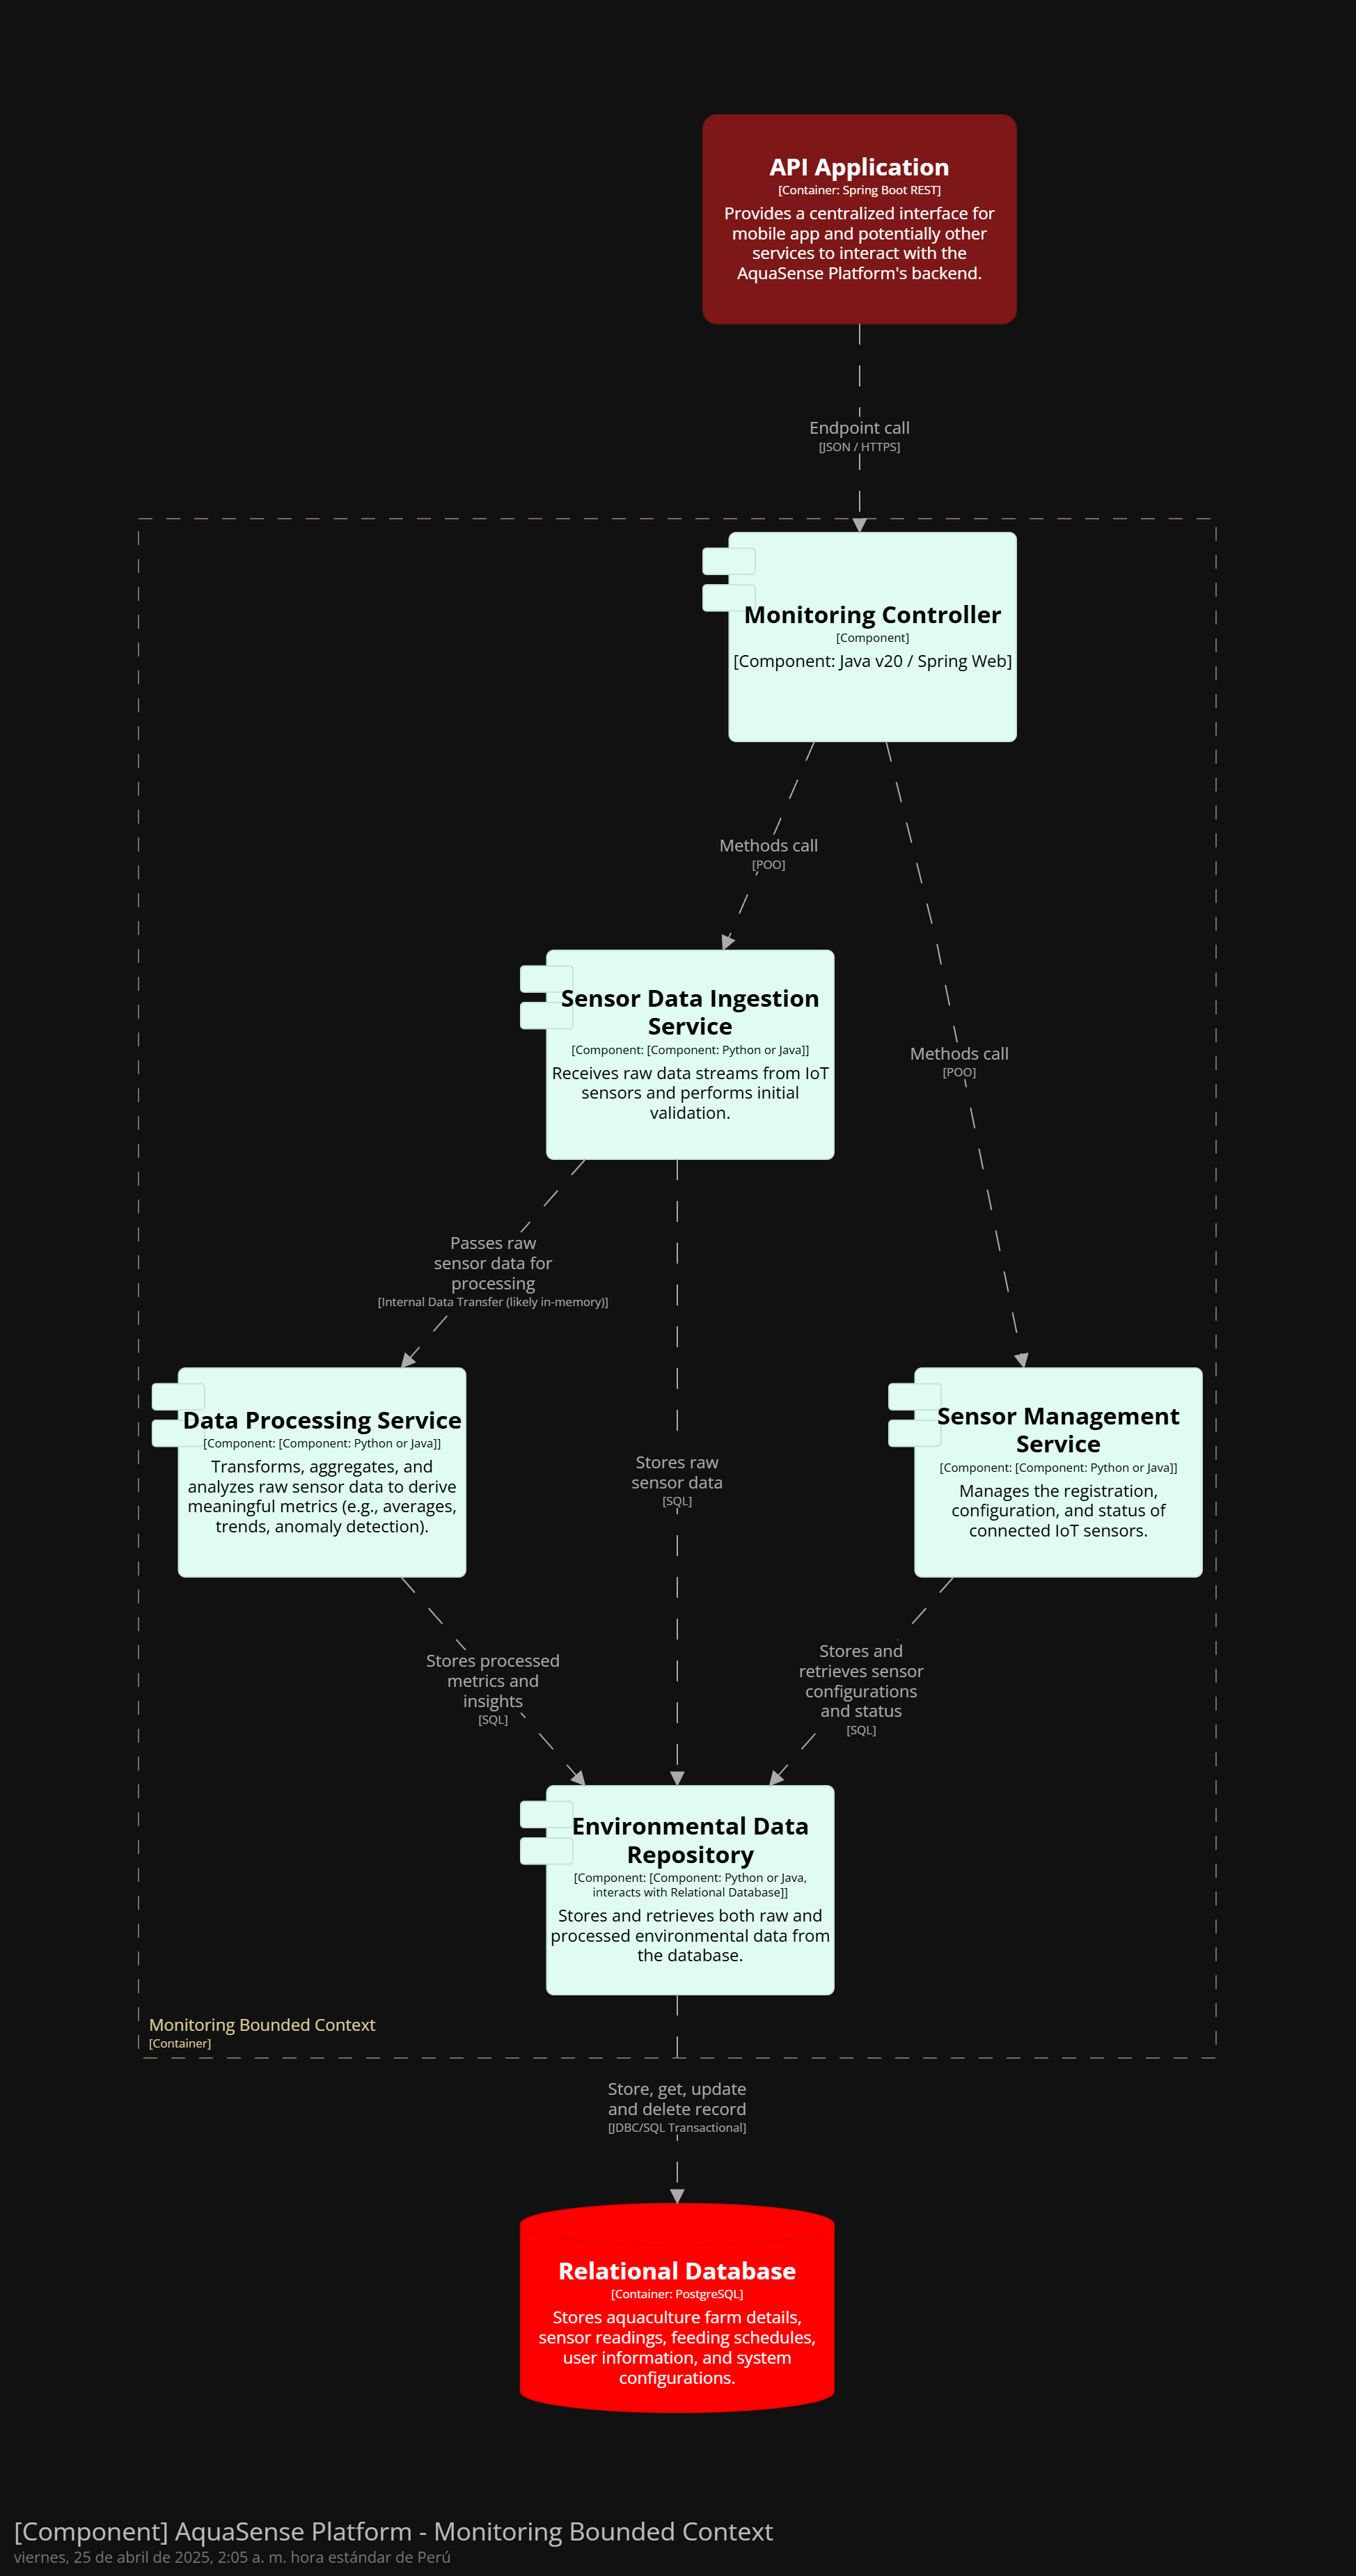 API Application
[Container: Spring Boot REST]
Provides a centralized interface for
mobile app and potentially other
services to interact with the
AquaSense Platform's backend.
Endpoint call
[JSON / HTTPS]
Monitoring Controller
[Component]
[Component: Java v20 / Spring Web]
Methods call
[POO]
Sensor Data Ingestion
Service
[Component: [Component: Python or Java]]
Receives raw data streams from IoT
sensors and performs initial
validation.
Methods call
[POO]
Passes raw
sensor data for
processing
[Internal Data Transfer (likely in-memory)]
Data Processing Service
[Component: [Component: Python or Java]]
Transforms, aggregates, and
analyzes raw sensor data to derive
meaningful metrics (e.g., averages,
trends, anomaly detection).
Stores raw
sensor data
[SQL]
Sensor Management
Service
[Component: [Component: Python or Java]]
Manages the registration,
configuration, and status of
connected IoT sensors.
Stores processed
metrics and
insights
[SQL]
Stores and
retrieves sensor
configurations
and status
[SQL]
Environmental Data
Repository
[Component: [Component: Python or Java,
interacts with Relational Database]]
Stores and retrieves both raw and
processed environmental data from
the database.
Monitoring Bounded Context
[Container]
Store, get, update
and delete record
[JDBC/SQL Transactional]
Relational Database
[Container: PostgreSQL]
Stores aquaculture farm details,
sensor readings, feeding schedules,
user information, and system
configurations.
[Component] AquaSense Platform - Monitoring Bounded Context
viernes, 25 de abril de 2025, 2:05 a. m. hora estándar de Perú